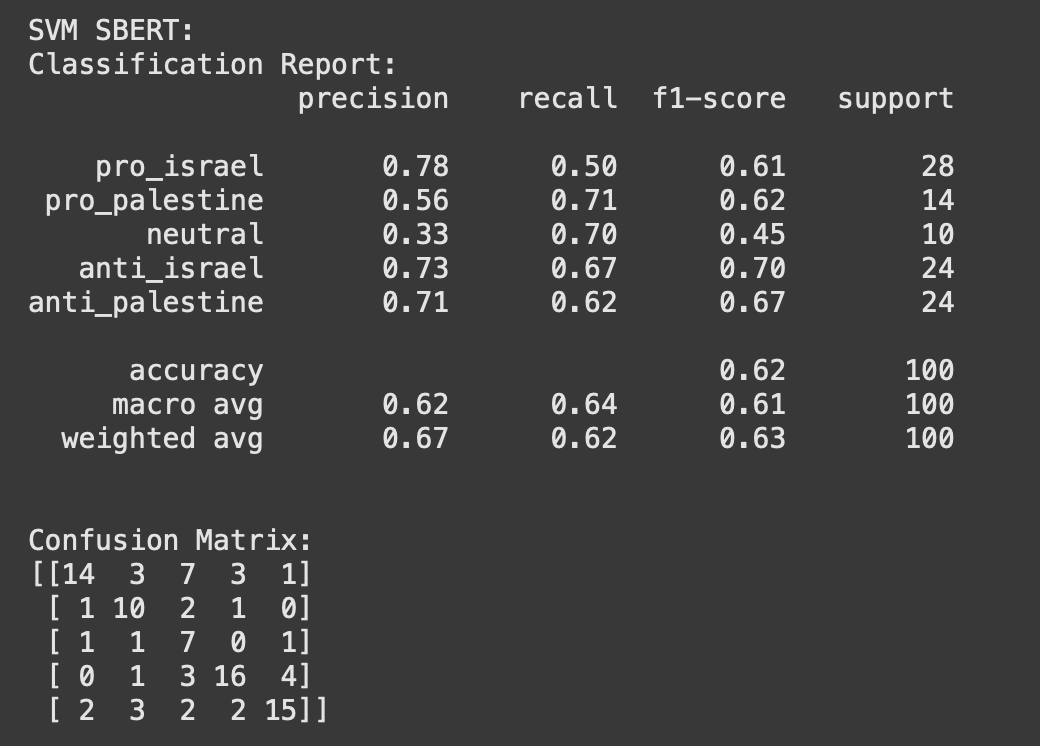 SVM SBERT:
Classification Report:
precision recall f1-score support
pro_israel 0.78 0.50 0.61 28
pro_palestine 0.56 0.71 0.62 14
neutral 0.33 0.70 0.45 10
anti_israel 0.73 0.67 0.70 24
anti_palestine 0.71 0.62 0.67 24
accuracy 0.62 100
macro avg 0.62 0.64 0.61 100
weighted avg 0.67 0.62 0.63 100
Confusion Matrix:
[[14 3 7 3 1]
[ 1 10 2 1 0]
[ 1 1 7 0 1]
[ 0 1 3 16 4]
[ 2 3 2 2 15]]